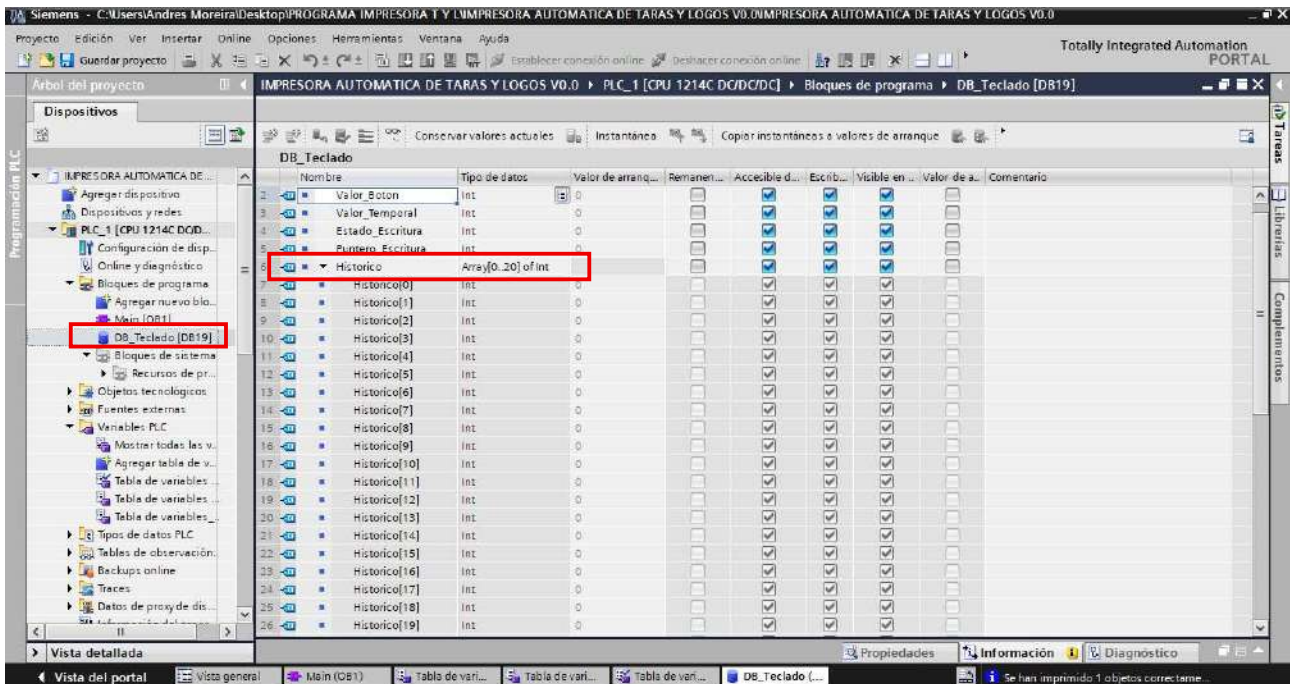 Siemens - C:\Users\Andres Moreira\Desktop\PROGRAMA IMPRESORA T Y L\IMPRESORA AUTOMATICA DE TARAS Y LOGOS V0.0\IMPRESORA AUTOMATICA DE TARAS Y LOGOS V0.0
Proyecto Edición Ver Insertar Online Opciones Herramientas Ventana Ayuda
Totally Integrated Automation
PORTAL
Guardar proyecto Establecer conexión online Deshacer conexión online
Árbol del proyecto
IMPRESORA AUTOMATICA DE TARAS Y LOGOS V0.0 PLC_1 [CPU 1214C DC/DC/DC] Bloques de programa DB_Teclado [DB19]
Dispositivos
Conservar valores actuales Instantánea Copiar instantáneas a valores de arranque
Programación PLC
IMPRESORA AUTOMATICA DE ...
Agregar dispositivo
Dispositivos y redes
PLC_1 [CPU 1214C DC/D...
Configuración de disp...
Online y diagnóstico
Bloques de programa
Agregar nuevo blo...
Main [OB1]
DB_Teclado [DB19]
Bloques de sistema
Recursos de pr...
Objetos tecnológicos
Fuentes externas
Variables PLC
Mostrar todas las v...
Agregar tabla de v...
Tabla de variables ...
Tabla de variables ...
Tabla de variables_...
Tipos de datos PLC
Tablas de observación...
Backups online
Traces
Datos de proxy de dis...
Vista detallada
DB_Teclado
Nombre Tipo de datos Valor de arranq... Remanen... Accesible d... Escrib... Visible en ... Valor de a... Comentario
2 Valor_Boton Int 0
3 Valor_Temporal Int 0
4 Estado_Escritura Int 0
5 Puntero_Escritura Int 0
6 Historico Array[0..20] of Int
7 Historico[0] Int 0
8 Historico[1] Int 0
9 Historico[2] Int 0
10 Historico[3] Int 0
11 Historico[4] Int 0
12 Historico[5] Int 0
13 Historico[6] Int 0
14 Historico[7] Int 0
15 Historico[8] Int 0
16 Historico[9] Int 0
17 Historico[10] Int 0
18 Historico[11] Int 0
19 Historico[12] Int 0
20 Historico[13] Int 0
21 Historico[14] Int 0
22 Historico[15] Int 0
23 Historico[16] Int 0
24 Historico[17] Int 0
25 Historico[18] Int 0
26 Historico[19] Int 0
Tareas
Librerías
Complementos
Propiedades Información Diagnóstico
Vista del portal Vista general Main (OB1) Tabla de vari... Tabla de vari... Tabla de vari... DB_Teclado (... Se han imprimido 1 objetos correctame...